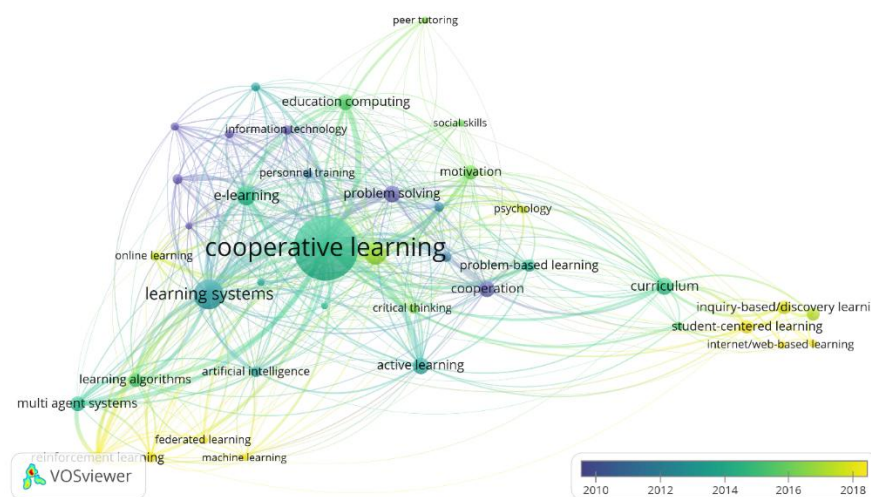 peer tutoring
education computing
social skills
information technology
personnel training
motivation
e-learning
problem solving
psychology
cooperative learning
online learning
problem-based learning
learning systems
cooperation
curriculum
inquiry-based/discovery learni
critical thinking
student-centered learning
internet/web-based learning
active learning
artificial intelligence
learning algorithms
multi agent systems
federated learning
reinforcement learning
machine learning
VOSviewer
2010 2012 2014 2016 2018